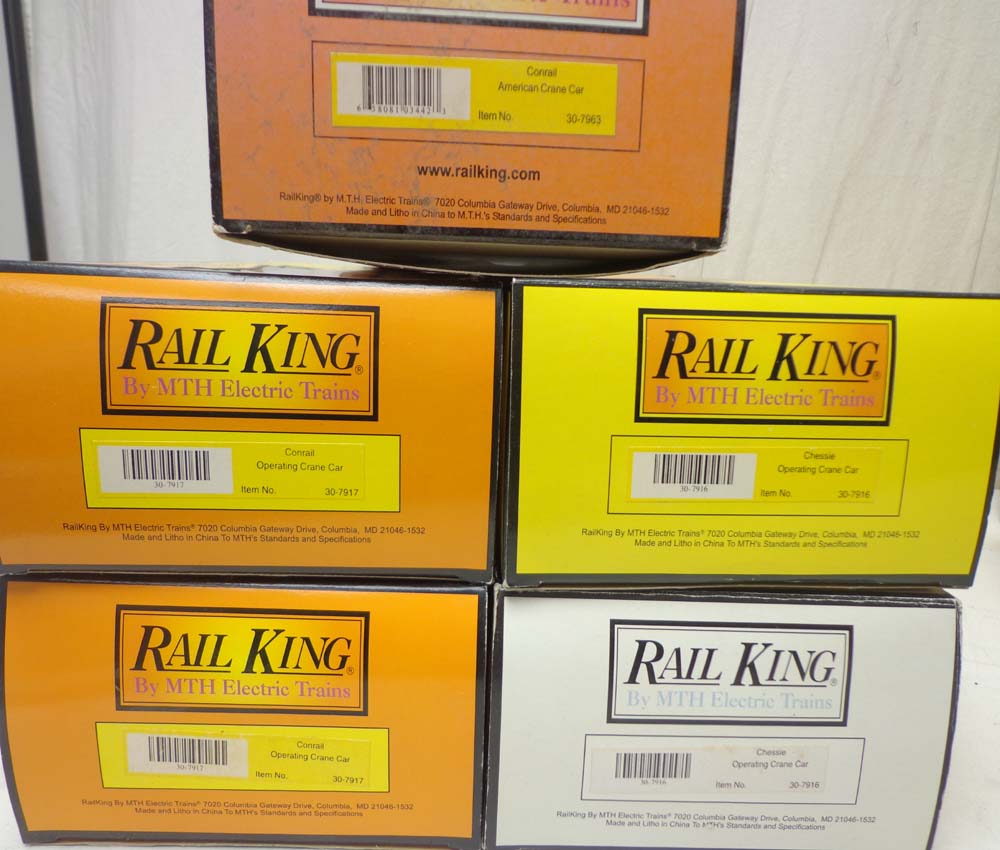 Conrail
American Crane Car
Item No. 30-7963
6 58081 03442 1
www.railking.com
RailKing® by M.T.H. Electric Trains® 7020 Columbia Gateway Drive, Columbia, MD 21046-1532
Made and Litho in China to M.T.H.'s Standards and Specifications
RAIL KING®
By MTH Electric Trains
Conrail
Operating Crane Car
30-7917
Item No. 30-7917
RailKing By MTH Electric Trains® 7020 Columbia Gateway Drive, Columbia, MD 21046-1532
Made and Litho in China To MTH's Standards and Specifications
RAIL KING®
By MTH Electric Trains
Chessie
Operating Crane Car
30-7916
Item No. 30-7916
RailKing By MTH Electric Trains® 7020 Columbia Gateway Drive, Columbia, MD 21046-1532
Made and Litho in China To MTH's Standards and Specifications
RAIL KING®
By MTH Electric Trains
Conrail
Operating Crane Car
30-7917
Item No. 30-7917
RailKing By MTH Electric Trains® 7020 Columbia Gateway Drive, Columbia, MD 21046-1532
Made and Litho in China To MTH's Standards and Specifications
RAIL KING®
By MTH Electric Trains
Chessie
Operating Crane Car
30-7916
Item No. 30-7916
RailKing By MTH Electric Trains® 7020 Columbia Gateway Drive, Columbia, MD 21046-1532
Made and Litho in China To MTH's Standards and Specifications